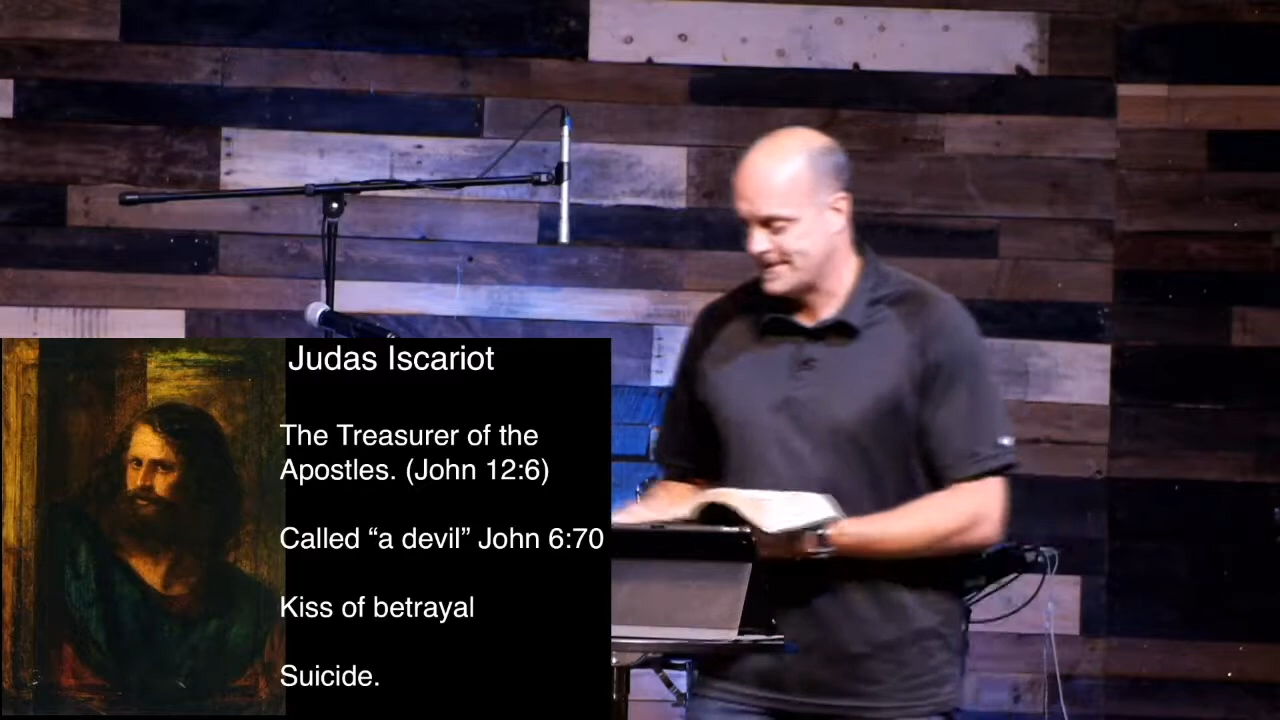 Judas Iscariot
The Treasurer of the
Apostles. (John 12:6)
Called “a devil” John 6:70
Kiss of betrayal
Suicide.